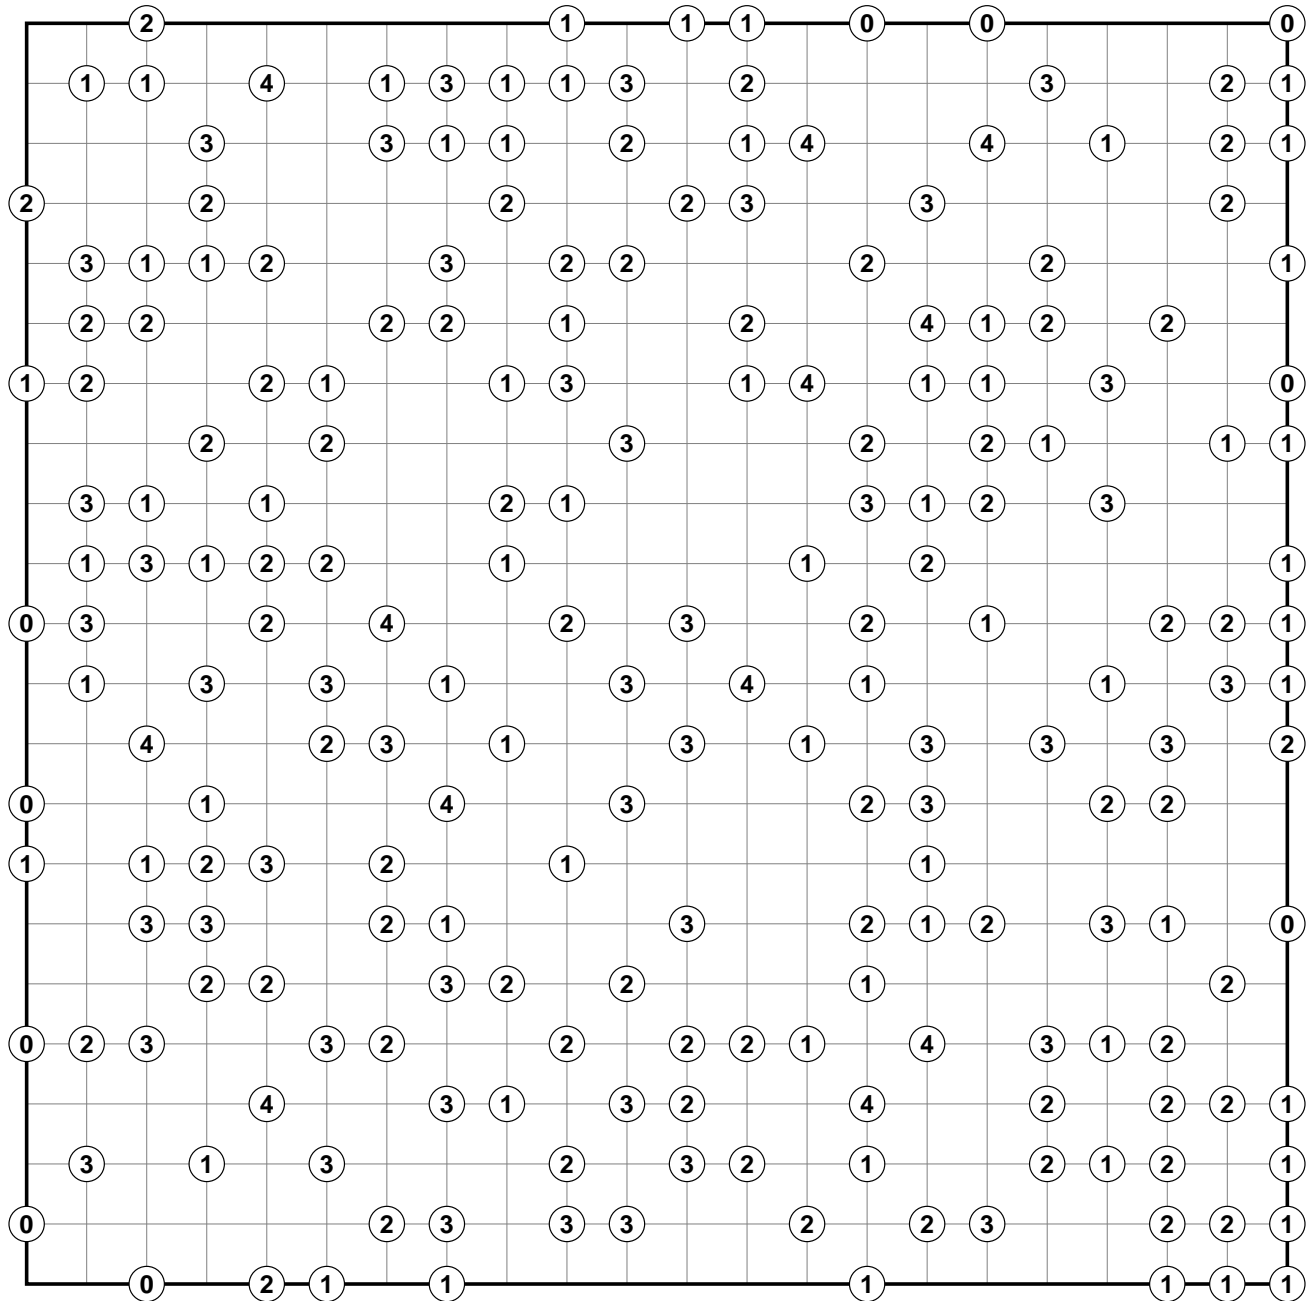 2 1 1 1 0 0 0
1 1 4 1 3 1 1 3 2 3 2 1
3 3 1 1 2 1 4 4 1 2 1
2 2 2 2 3 3 2
3 1 1 2 3 2 2 2 2 1
2 2 2 2 1 2 4 1 2 2
1 2 2 1 1 3 1 4 1 1 3 0
2 2 3 2 2 1 1 1
3 1 1 2 1 3 1 2 3
1 3 1 2 2 1 1 2 1
0 3 2 4 2 3 2 1 2 2 1
1 3 3 1 3 4 1 1 3 1
4 2 3 1 3 1 3 3 3 2
0 1 4 3 2 3 2 2
1 1 2 3 2 1 1
3 3 2 1 3 2 1 2 3 1 0
2 2 3 2 2 1 2
0 2 3 3 2 2 2 2 1 4 3 1 2
4 3 1 3 2 4 2 2 2 1
3 1 3 2 3 2 1 2 1 2 1
0 2 3 3 3 2 2 3 2 2 1
0 2 1 1 1 1 1 1